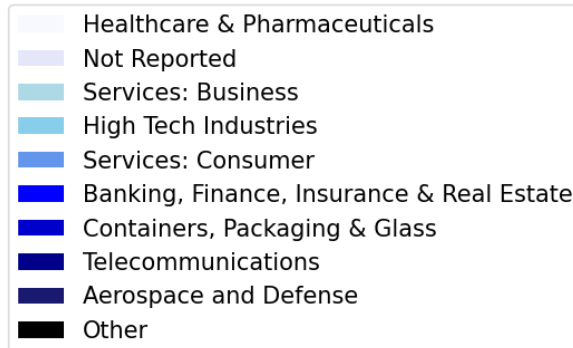 Healthcare & Pharmaceuticals
Not Reported
Services: Business
High Tech Industries
Services: Consumer
Banking, Finance, Insurance & Real Estate
Containers, Packaging & Glass
Telecommunications
Aerospace and Defense
Other